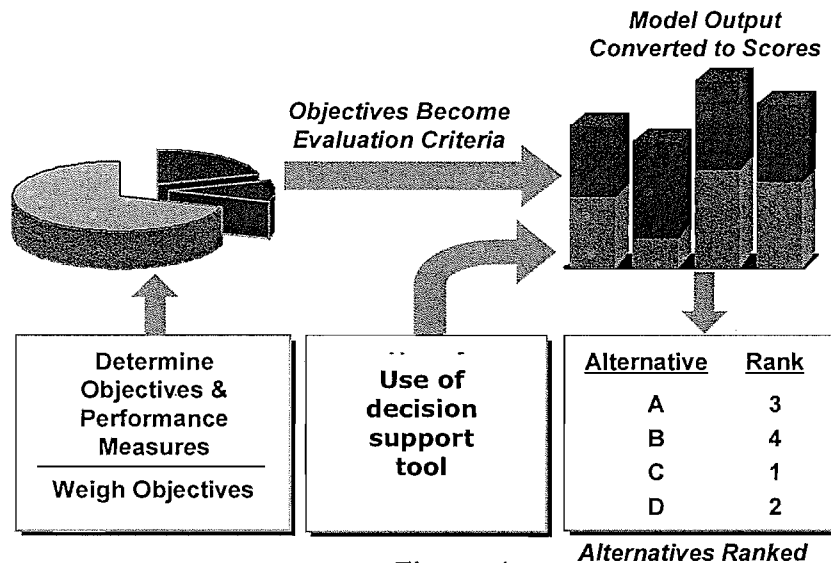 Model Output
Converted to Scores
Objectives Become
Evaluation Criteria
Determine
Objectives &
Performance
Measures
Weigh Objectives
Use of
decision
support
tool
Alternative Rank
A 3
B 4
C 1
D 2
Alternatives Ranked